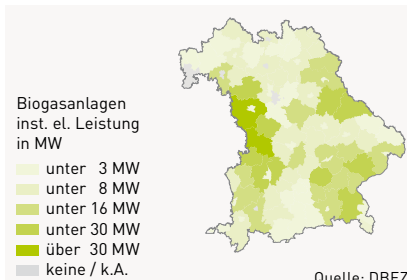 Biogasanlagen
inst. el. Leistung
in MW
unter 3 MW
unter 8 MW
unter 16 MW
unter 30 MW
über 30 MW
keine / k.A.
Quelle: DBFZ